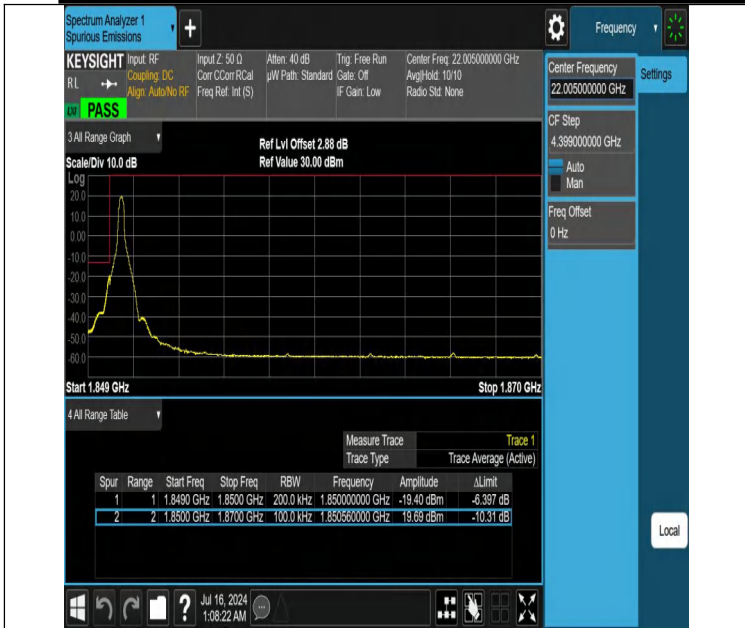 Spectrum Analyzer 1
Spurious Emissions
+
Frequency
KEYSIGHT
RL
PASS
Input: RF
Coupling: DC
Align: Auto/No RF
Input Z: 50 Ω
Corr CCorr RCal
Freq Ref: Int (S)
Atten: 40 dB
µW Path: Standard
Trig: Free Run
Gate: Off
IF Gain: Low
Center Freq: 22.005000000 GHz
Avg|Hold: 10/10
Radio Std: None
Center Frequency
22.005000000 GHz
Settings
CF Step
4.399000000 GHz
Auto
Man
Freq Offset
0 Hz
3 All Range Graph
Scale/Div 10.0 dB
Ref Lvl Offset 2.88 dB
Ref Value 30.00 dBm
Log
20.0
10.0
0.00
-10.0
-20.0
-30.0
-40.0
-50.0
-60.0
Start 1.849 GHz
Stop 1.870 GHz
4 All Range Table
Measure Trace Trace 1
Trace Type Trace Average (Active)
Spur Range Start Freq Stop Freq RBW Frequency Amplitude ΔLimit
1 1 1.8490 GHz 1.8500 GHz 200.0 kHz 1.850000000 GHz -19.40 dBm -6.397 dB
2 2 1.8500 GHz 1.8700 GHz 100.0 kHz 1.850560000 GHz 19.69 dBm -10.31 dB
Local
?
Jul 16, 2024
1:08:22 AM